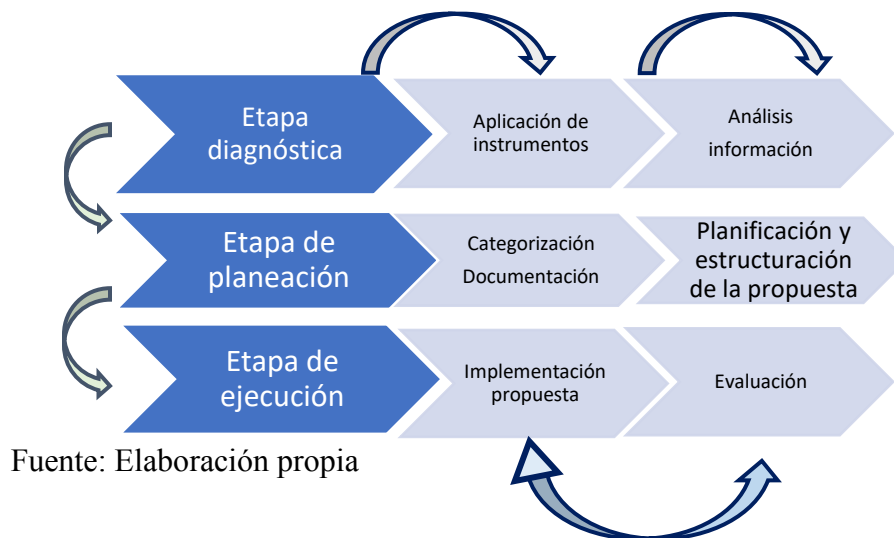 Etapa
diagnóstica
Aplicación de
instrumentos
Análisis
información
Etapa de
planeación
Categorización
Documentación
Planificación y
estructuración
de la propuesta
Etapa de
ejecución
Implementación
propuesta
Evaluación
Fuente: Elaboración propia